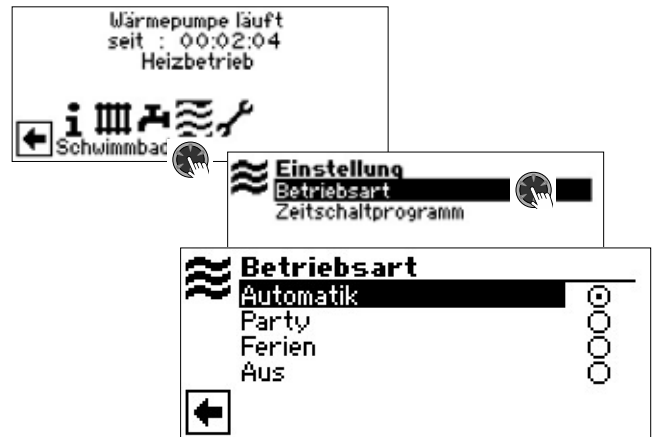 Wärmepumpe läuft
seit : 00:02:04
Heizbetrieb
Schwimmbad
Einstellung
Betriebsart
Zeitschaltprogramm
Betriebsart
Automatik
Party
Ferien
Aus